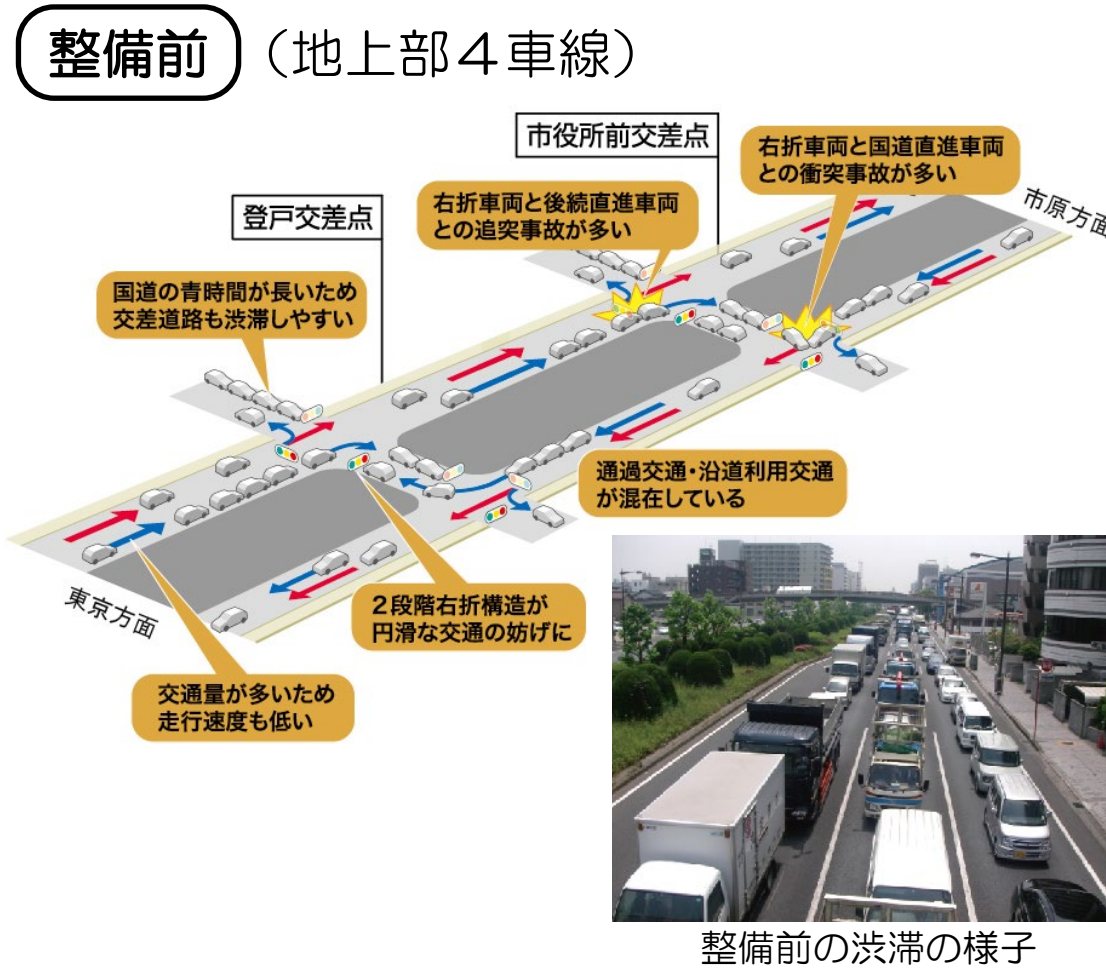 整備前 （地上部４車線）
市役所前交差点
右折車両と国道直進車両
との衝突事故が多い
登戸交差点
右折車両と後続直進車両
との追突事故が多い
市原方面
国道の青時間が長いため
交差道路も渋滞しやすい
通過交通・沿道利用交通
が混在している
東京方面
２段階右折構造が
円滑な交通の妨げに
交通量が多いため
走行速度も低い
整備前の渋滞の様子